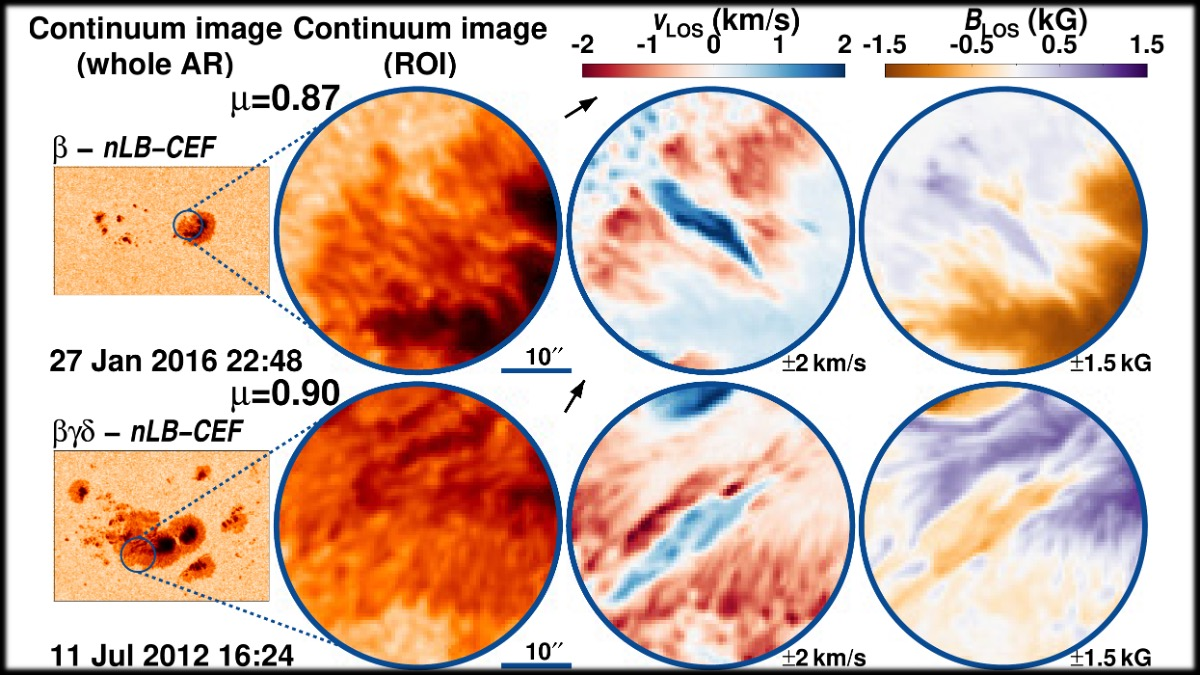 Continuum image Continuum image vLOS (km/s) BLOS (kG)
(whole AR) (ROI) -2 -1 0 1 2 -1.5 -0.5 0.5 1.5
μ=0.87
β – nLB–CEF
27 Jan 2016 22:48 10″ ±2 km/s ±1.5 kG
μ=0.90
βγδ – nLB–CEF
11 Jul 2012 16:24 10″ ±2 km/s ±1.5 kG